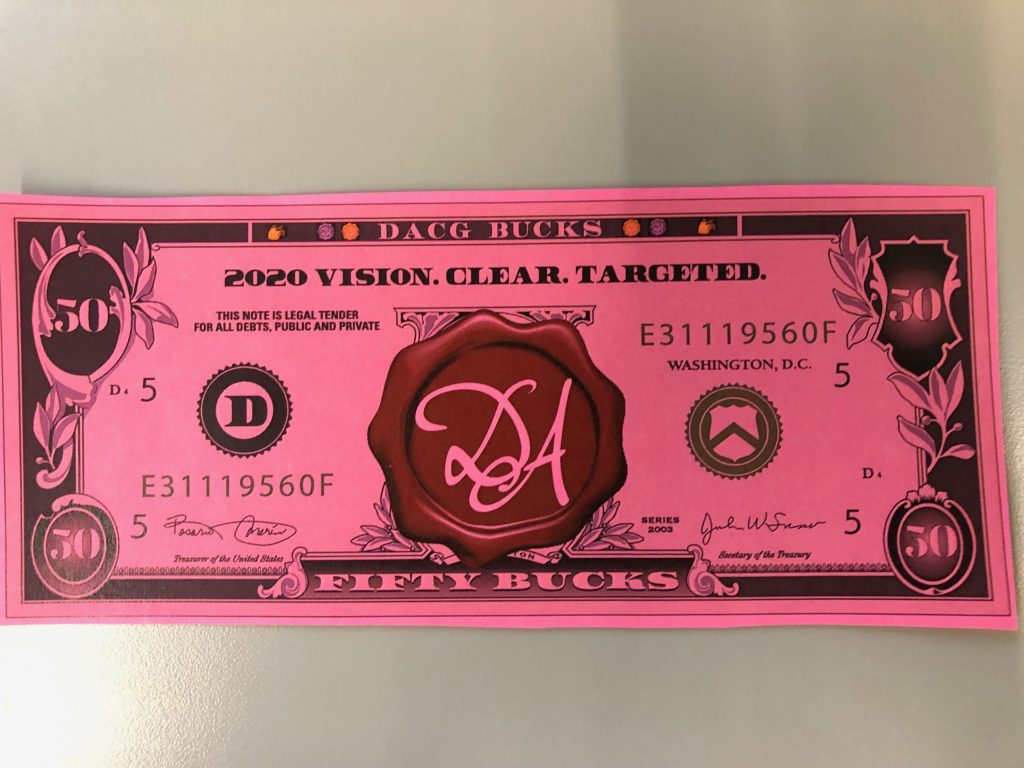 DACG BUCKS
2020 VISION. CLEAR. TARGETED.
50
50
THIS NOTE IS LEGAL TENDER
FOR ALL DEBTS, PUBLIC AND PRIVATE
E31119560F
WASHINGTON, D.C.
D4 5
5
D
DA
E31119560F
D4
5
5
SERIES
2003
Treasurer of the United States
Secretary of the Treasury
50
50
FIFTY BUCKS